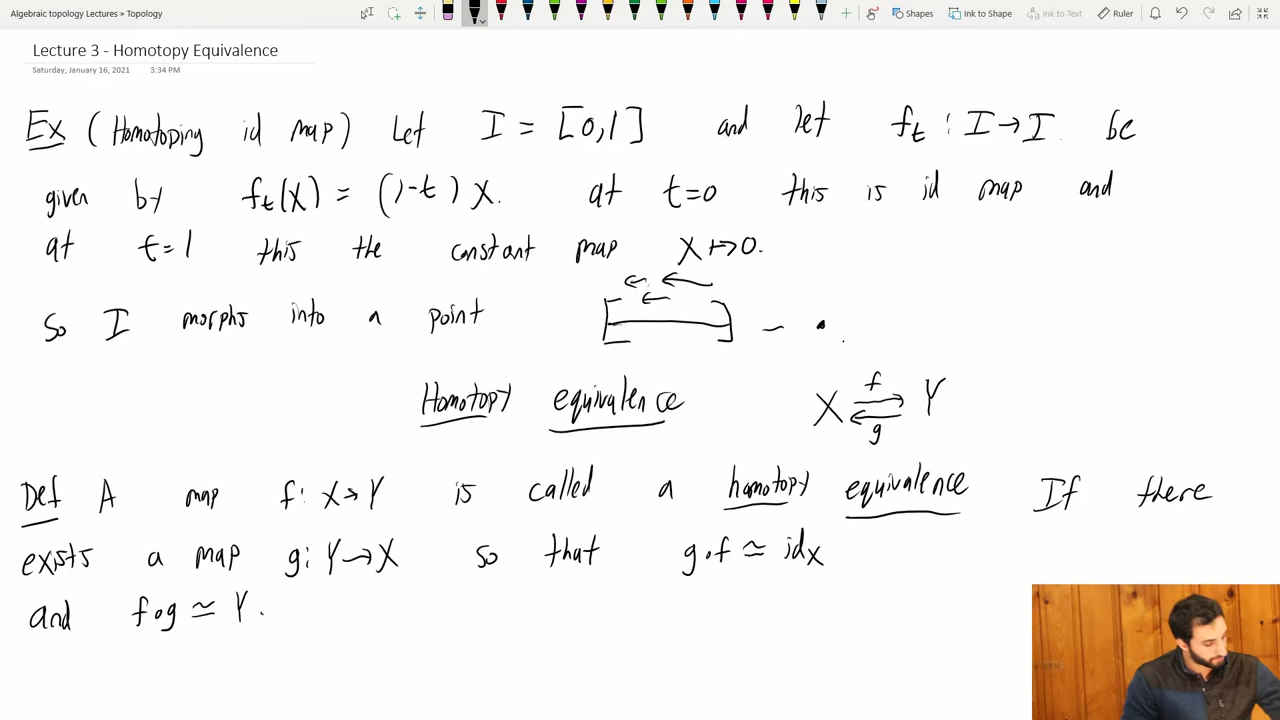 Algebraic topology Lectures » Topology
Shapes
Ink to Shape
Ink to Text
Ruler
Lecture 3 - Homotopy Equivalence
Saturday, January 16, 2021 3:34 PM
Ex (Homotoping id map) Let I = [0,1] and let f_t : I → I be
given by f_t(x) = (1-t) x. at t=0 this is id map and
at t=1 this the constant map x ↦ 0.
So I morphs into a point
Homotopy equivalence
X f Y
g
Def A map f: X→Y is called a homotopy equivalence If there
exists a map g: Y→X so that g∘f ≃ id_X
and f∘g ≃ Y.